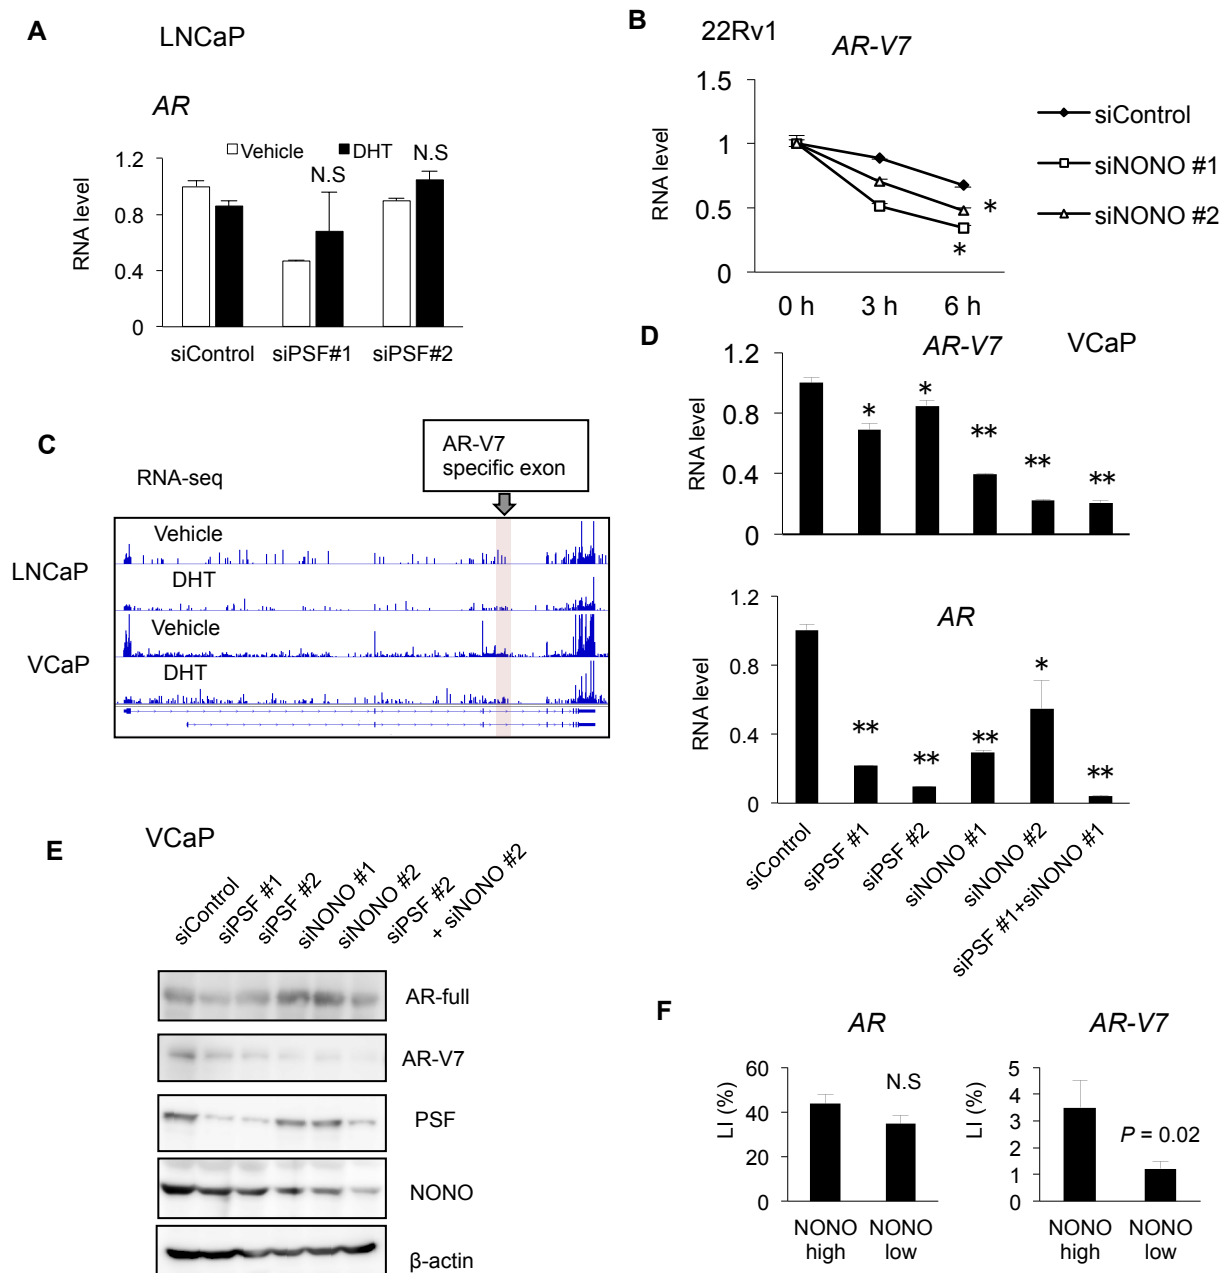 A
LNCaP
AR
Vehicle
DHT
N.S
N.S
RNA level
1.2
0.8
0.4
0
siControl
siPSF#1
siPSF#2
B
22Rv1
AR-V7
RNA level
1.5
1
0.5
0
*
*
0 h
3 h
6 h
siControl
siNONO #1
siNONO #2
C
RNA-seq
AR-V7
specific exon
LNCaP
Vehicle
DHT
VCaP
Vehicle
DHT
D
AR-V7
VCaP
RNA level
1.2
0.8
0.4
0
*
*
**
**
**
AR
RNA level
1.2
0.8
0.4
0
**
**
**
*
**
siControl
siPSF #1
siPSF #2
siNONO #1
siNONO #2
siPSF #1+siNONO #1
E
VCaP
siControl
siPSF #1
siPSF #2
siNONO #1
siNONO #2
siPSF #2
+ siNONO #2
AR-full
AR-V7
PSF
NONO
β-actin
F
AR
LI (%)
60
40
20
0
N.S
NONO
high
NONO
low
AR-V7
LI (%)
5
4
3
2
1
0
P = 0.02
NONO
high
NONO
low